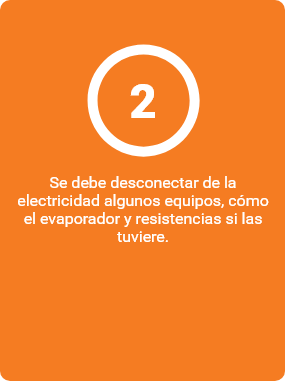 2
Se debe desconectar de la
electricidad algunos equipos, cómo
el evaporador y resistencias si las
tuviere.